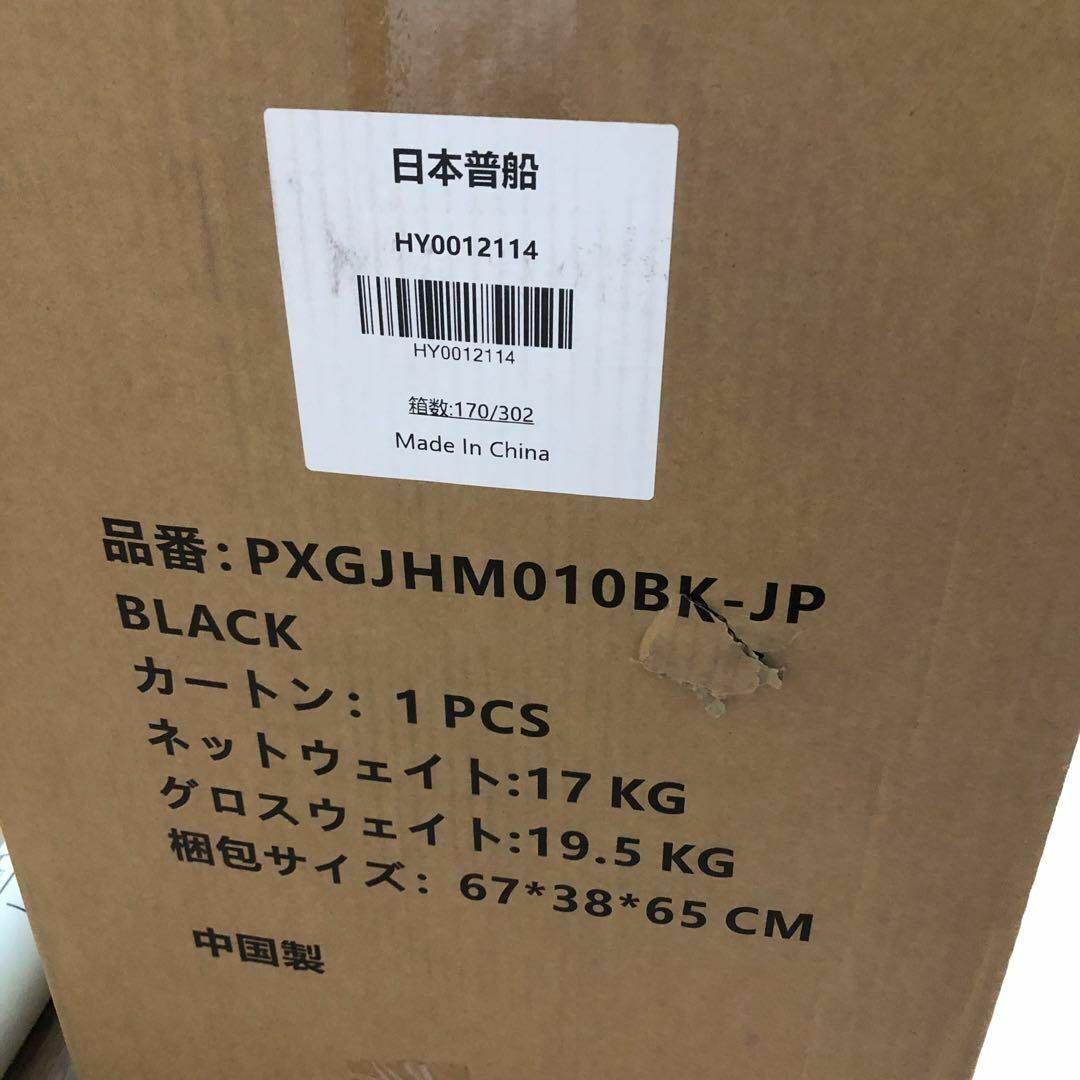 日本普船
HY0012114
HY0012114
箱数:170/302
Made In China
品番: PXGJHM010BK-JP
BLACK
カートン: 1 PCS
ネットウェイト:17 KG
グロスウェイト:19.5 KG
梱包サイズ: 67*38*65 CM
中国製